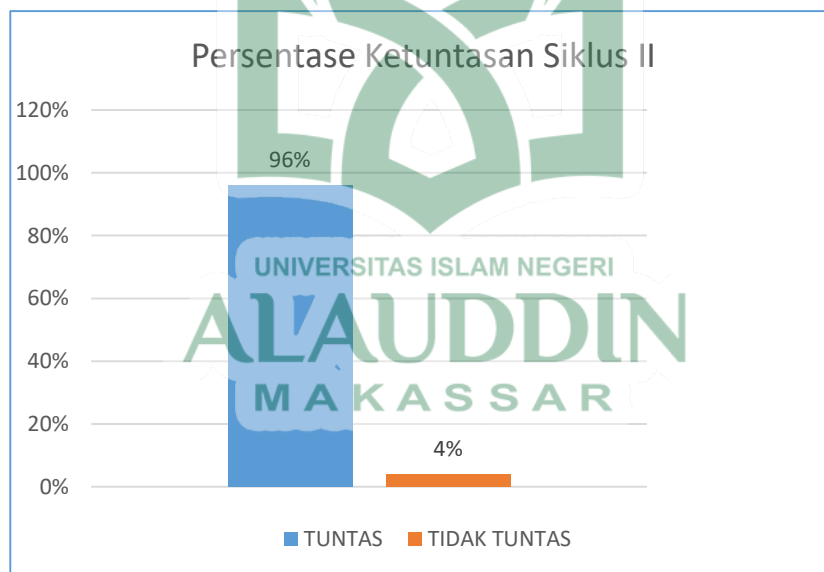 Persentase Ketuntasan Siklus II
120%
100%
96%
80%
UNIVERSITAS ISLAM NEGERI
60%
ALAUDDIN
40%
MAKASSAR
20%
4%
0%
TUNTAS TIDAK TUNTAS